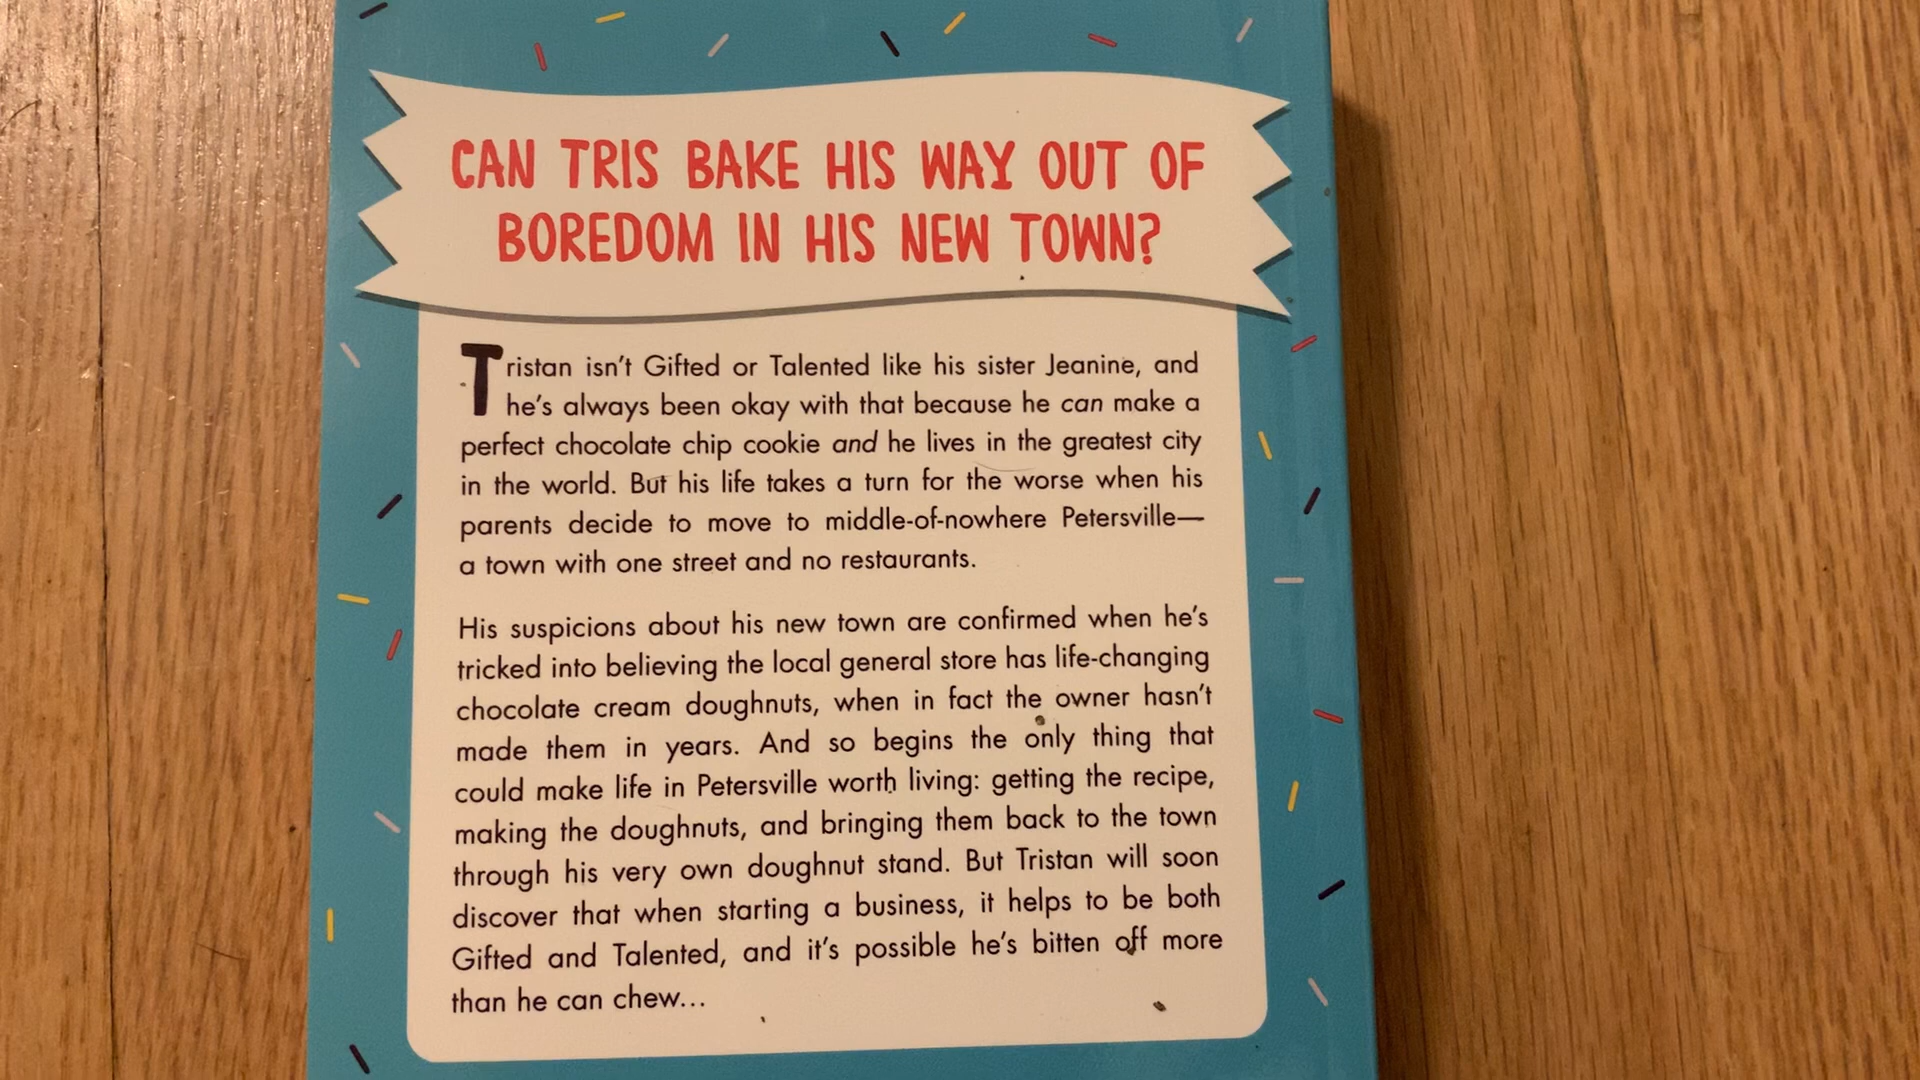 CAN TRIS BAKE HIS WAY OUT OF
BOREDOM IN HIS NEW TOWN?
Tristan isn't Gifted or Talented like his sister Jeanine, and
he's always been okay with that because he can make a
perfect chocolate chip cookie and he lives in the greatest city
in the world. But his life takes a turn for the worse when his
parents decide to move to middle-of-nowhere Petersville—
a town with one street and no restaurants.
His suspicions about his new town are confirmed when he's
tricked into believing the local general store has life-changing
chocolate cream doughnuts, when in fact the owner hasn't
made them in years. And so begins the only thing that
could make life in Petersville worth living: getting the recipe,
making the doughnuts, and bringing them back to the town
through his very own doughnut stand. But Tristan will soon
discover that when starting a business, it helps to be both
Gifted and Talented, and it's possible he's bitten off more
than he can chew...